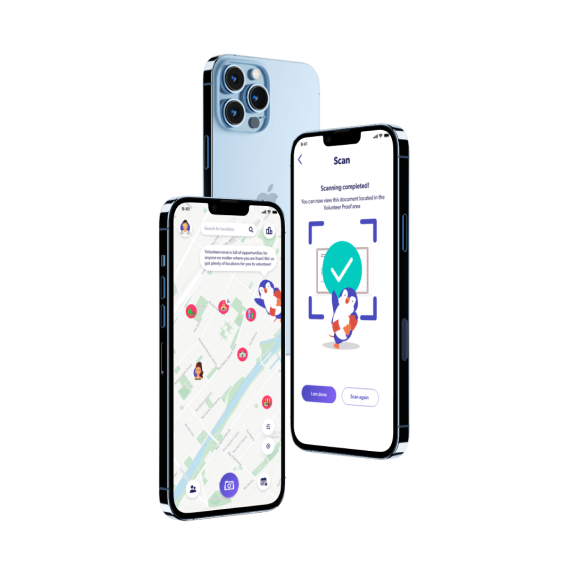 9:41
Scan
Scanning completed!
You can now view this document located in the
Volunteer Proof area
I am done
Scan again
9:40
Search for locations
Volunteerverse is full of opportunities for
anyone no matter where you are from! We've
got plenty of locations for you to volunteer!